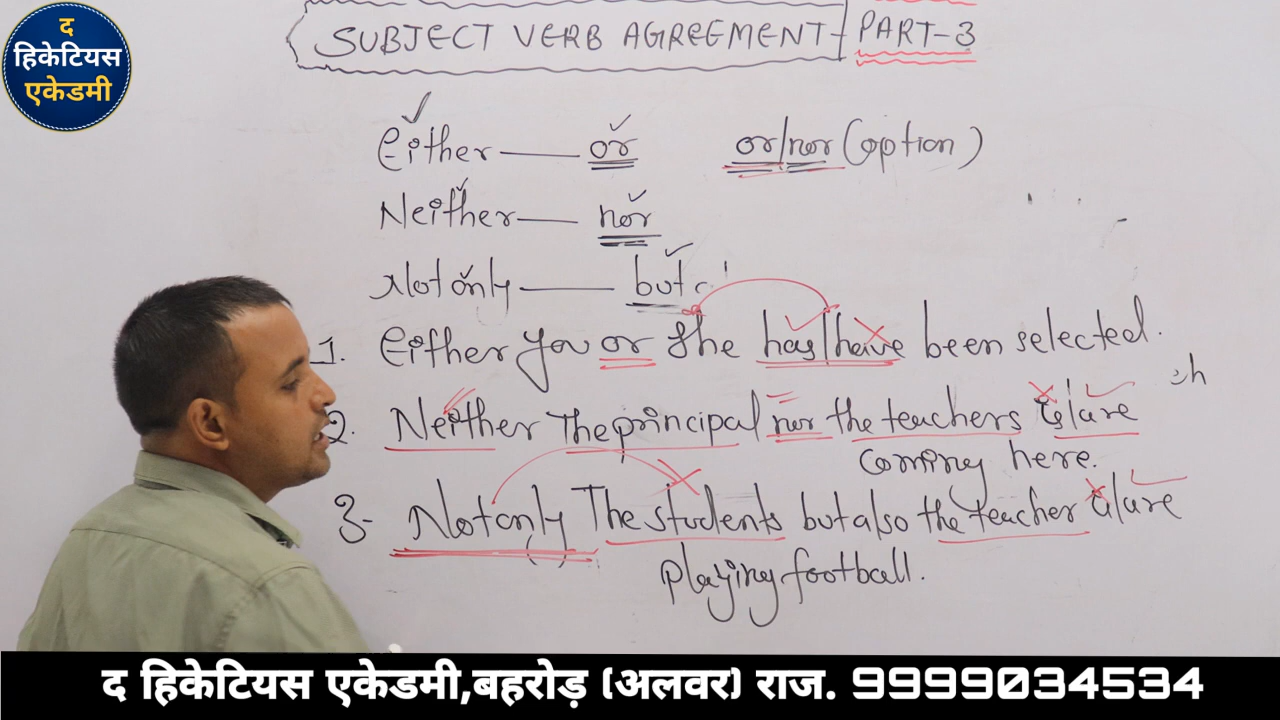 द
हिकेटियस
एकेडमी
SUBJECT VERB AGREEMENT- PART-3
Either — or or/nor (option)
Neither — nor
Not only — but
1. Either you or she has/have been selected.
2. Neither The principal nor the teachers is/are
coming here.
3- Not only The students but also the teacher is/are
playing football.
द हिकेटियस एकेडमी,बहरोड़ (अलवर) राज. 9999034534